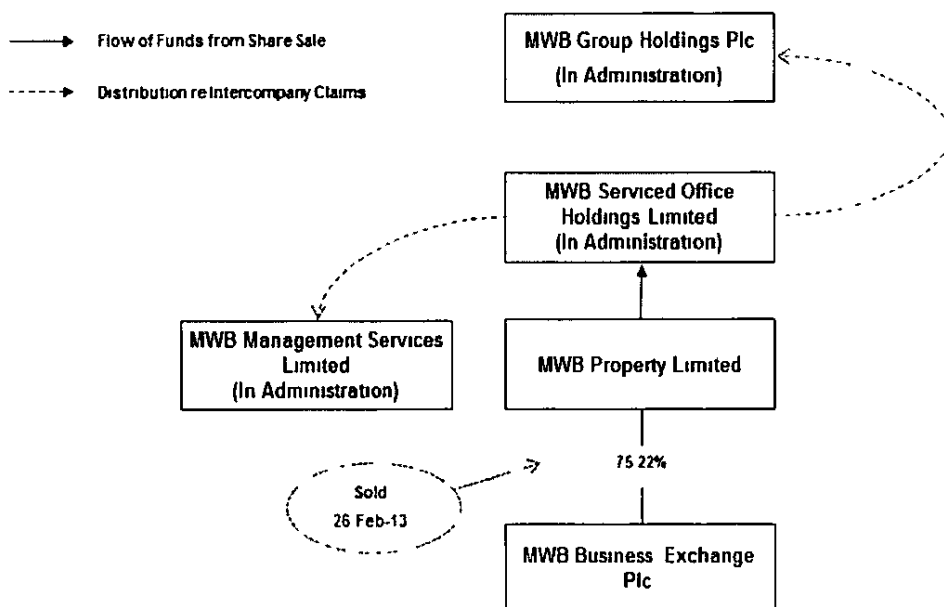 Flow of Funds from Share Sale
Distribution re Intercompany Claims
MWB Group Holdings Plc
(In Administration)
MWB Serviced Office
Holdings Limited
(In Administration)
MWB Management Services
Limited
(In Administration)
MWB Property Limited
75 22%
Sold
26 Feb-13
MWB Business Exchange
Plc